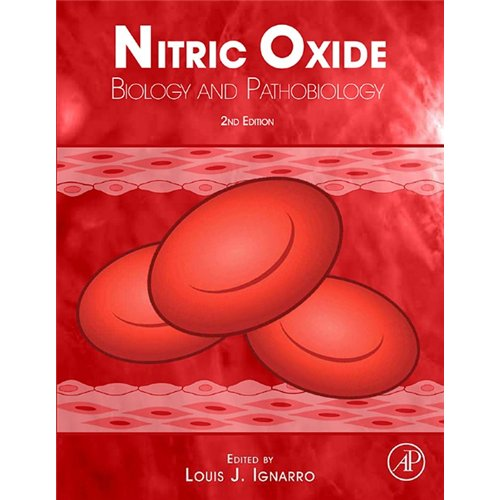 NITRIC OXIDE
BIOLOGY AND PATHOBIOLOGY
2ND EDITION
EDITED BY
LOUIS J. IGNARRO
AP